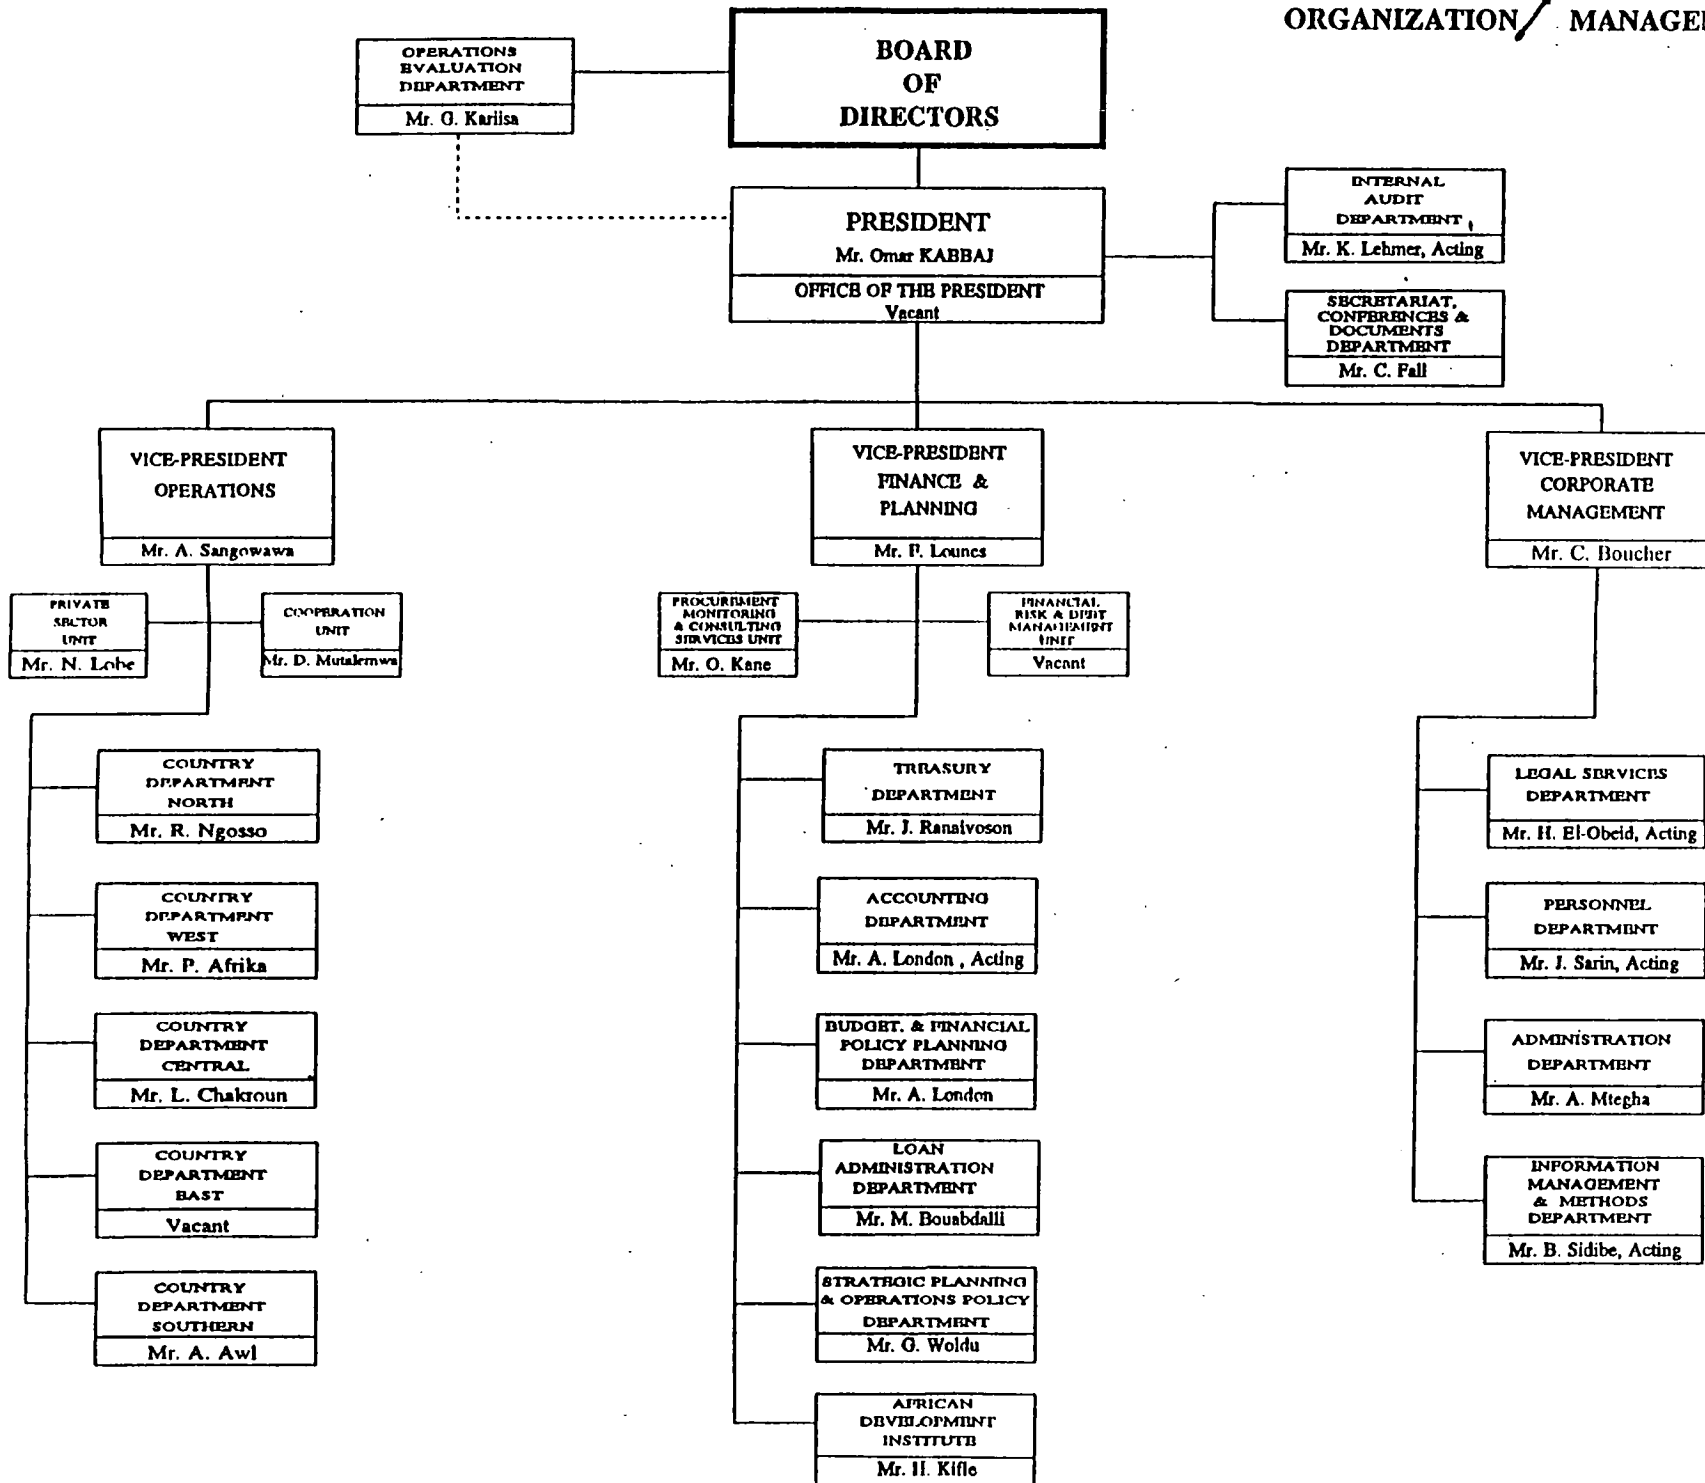 ORGANIZATION/ MANAGE
OPERATIONS
EVALUATION
DEPARTMENT
Mr. G. Kariisa
BOARD
OF
DIRECTORS
PRESIDENT
Mr. Omar KABBAJ
OFFICE OF THE PRESIDENT
Vacant
INTERNAL
AUDIT
DEPARTMENT
Mr. K. Lehmer, Acting
SECRETARIAT,
CONFERENCES &
DOCUMENTS
DEPARTMENT
Mr. C. Fall
VICE-PRESIDENT
OPERATIONS
Mr. A. Sangowawa
VICE-PRESIDENT
FINANCE &
PLANNING
Mr. F. Lounes
VICE-PRESIDENT
CORPORATE
MANAGEMENT
Mr. C. Boucher
PRIVATE
SECTOR
UNIT
Mr. N. Lobe
COOPERATION
UNIT
Mr. D. Mutalemwa
PROCUREMENT
MONITORING
& CONSULTING
SERVICES UNIT
Mr. O. Kane
FINANCIAL
RISK & DEBT
MANAGEMENT
UNIT
Vacant
COUNTRY
DEPARTMENT
NORTH
Mr. R. Ngosso
COUNTRY
DEPARTMENT
WEST
Mr. P. Afrika
COUNTRY
DEPARTMENT
CENTRAL
Mr. L. Chakroun
COUNTRY
DEPARTMENT
EAST
Vacant
COUNTRY
DEPARTMENT
SOUTHERN
Mr. A. Awl
TREASURY
DEPARTMENT
Mr. J. Ranaivoson
ACCOUNTING
DEPARTMENT
Mr. A. London , Acting
BUDGET. & FINANCIAL
POLICY PLANNING
DEPARTMENT
Mr. A. London
LOAN
ADMINISTRATION
DEPARTMENT
Mr. M. Bouabdalli
STRATEGIC PLANNING
& OPERATIONS POLICY
DEPARTMENT
Mr. G. Woldu
AFRICAN
DEVELOPMENT
INSTITUTE
Mr. H. Kifle
LEGAL SERVICES
DEPARTMENT
Mr. H. El-Obeid, Acting
PERSONNEL
DEPARTMENT
Mr. J. Sarin, Acting
ADMINISTRATION
DEPARTMENT
Mr. A. Mtegha
INFORMATION
MANAGEMENT
& METHODS
DEPARTMENT
Mr. B. Sidibe, Acting